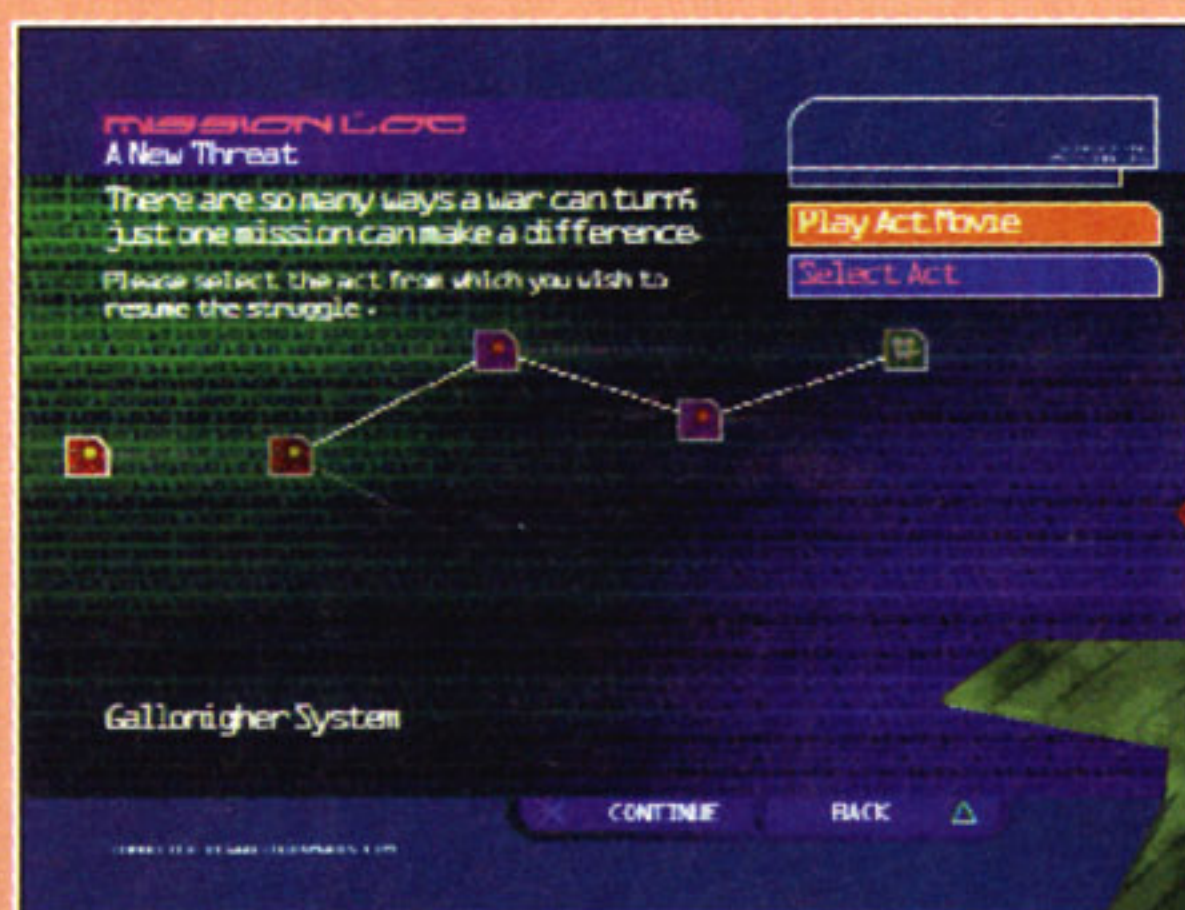 MISSION LOG
A New Threat
There are so many ways a war can turn
just one mission can make a difference.
Please select the act from which you wish to
resume the struggle.
Play Act Movie
Select Act
Gallonigher System
CONTINUE
BACK